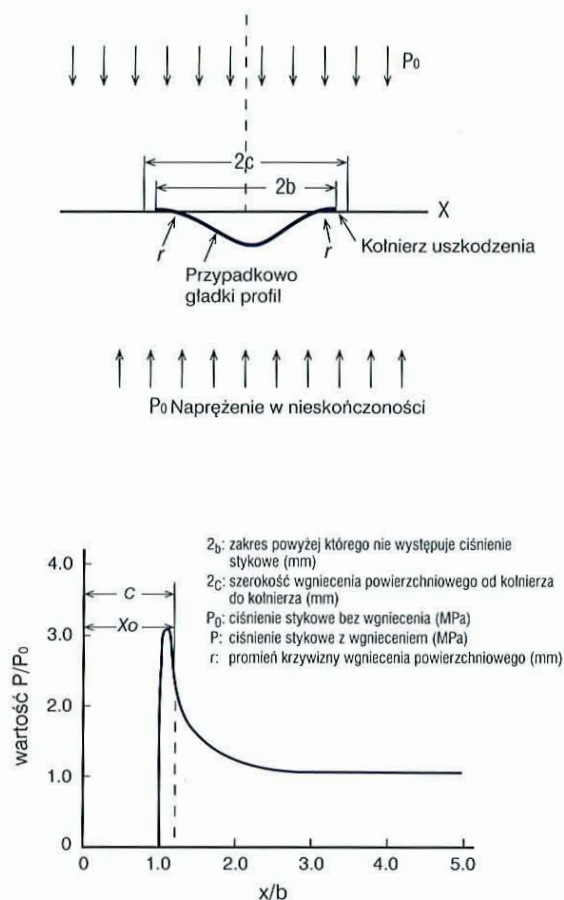 P₀
2c
2b
X
r
r
Kołnierz uszkodzenia
Przypadkowo
gładki profil
P₀ Naprężenie w nieskończoności
2b: zakres powyżej którego nie występuje ciśnienie
stykowe (mm)
2C: szerokość wgniecenia powierzchniowego od kołnierza
do kołnierza (mm)
P₀: ciśnienie stykowe bez wgniecenia (MPa)
P: ciśnienie stykowe z wgnieceniem (MPa)
r: promień krzywizny wgniecenia powierzchniowego (mm)
4.0
C
Xo
3.0
2.0
1.0
0
wartość P/P₀
0 1.0 2.0 3.0 4.0 5.0
x/b